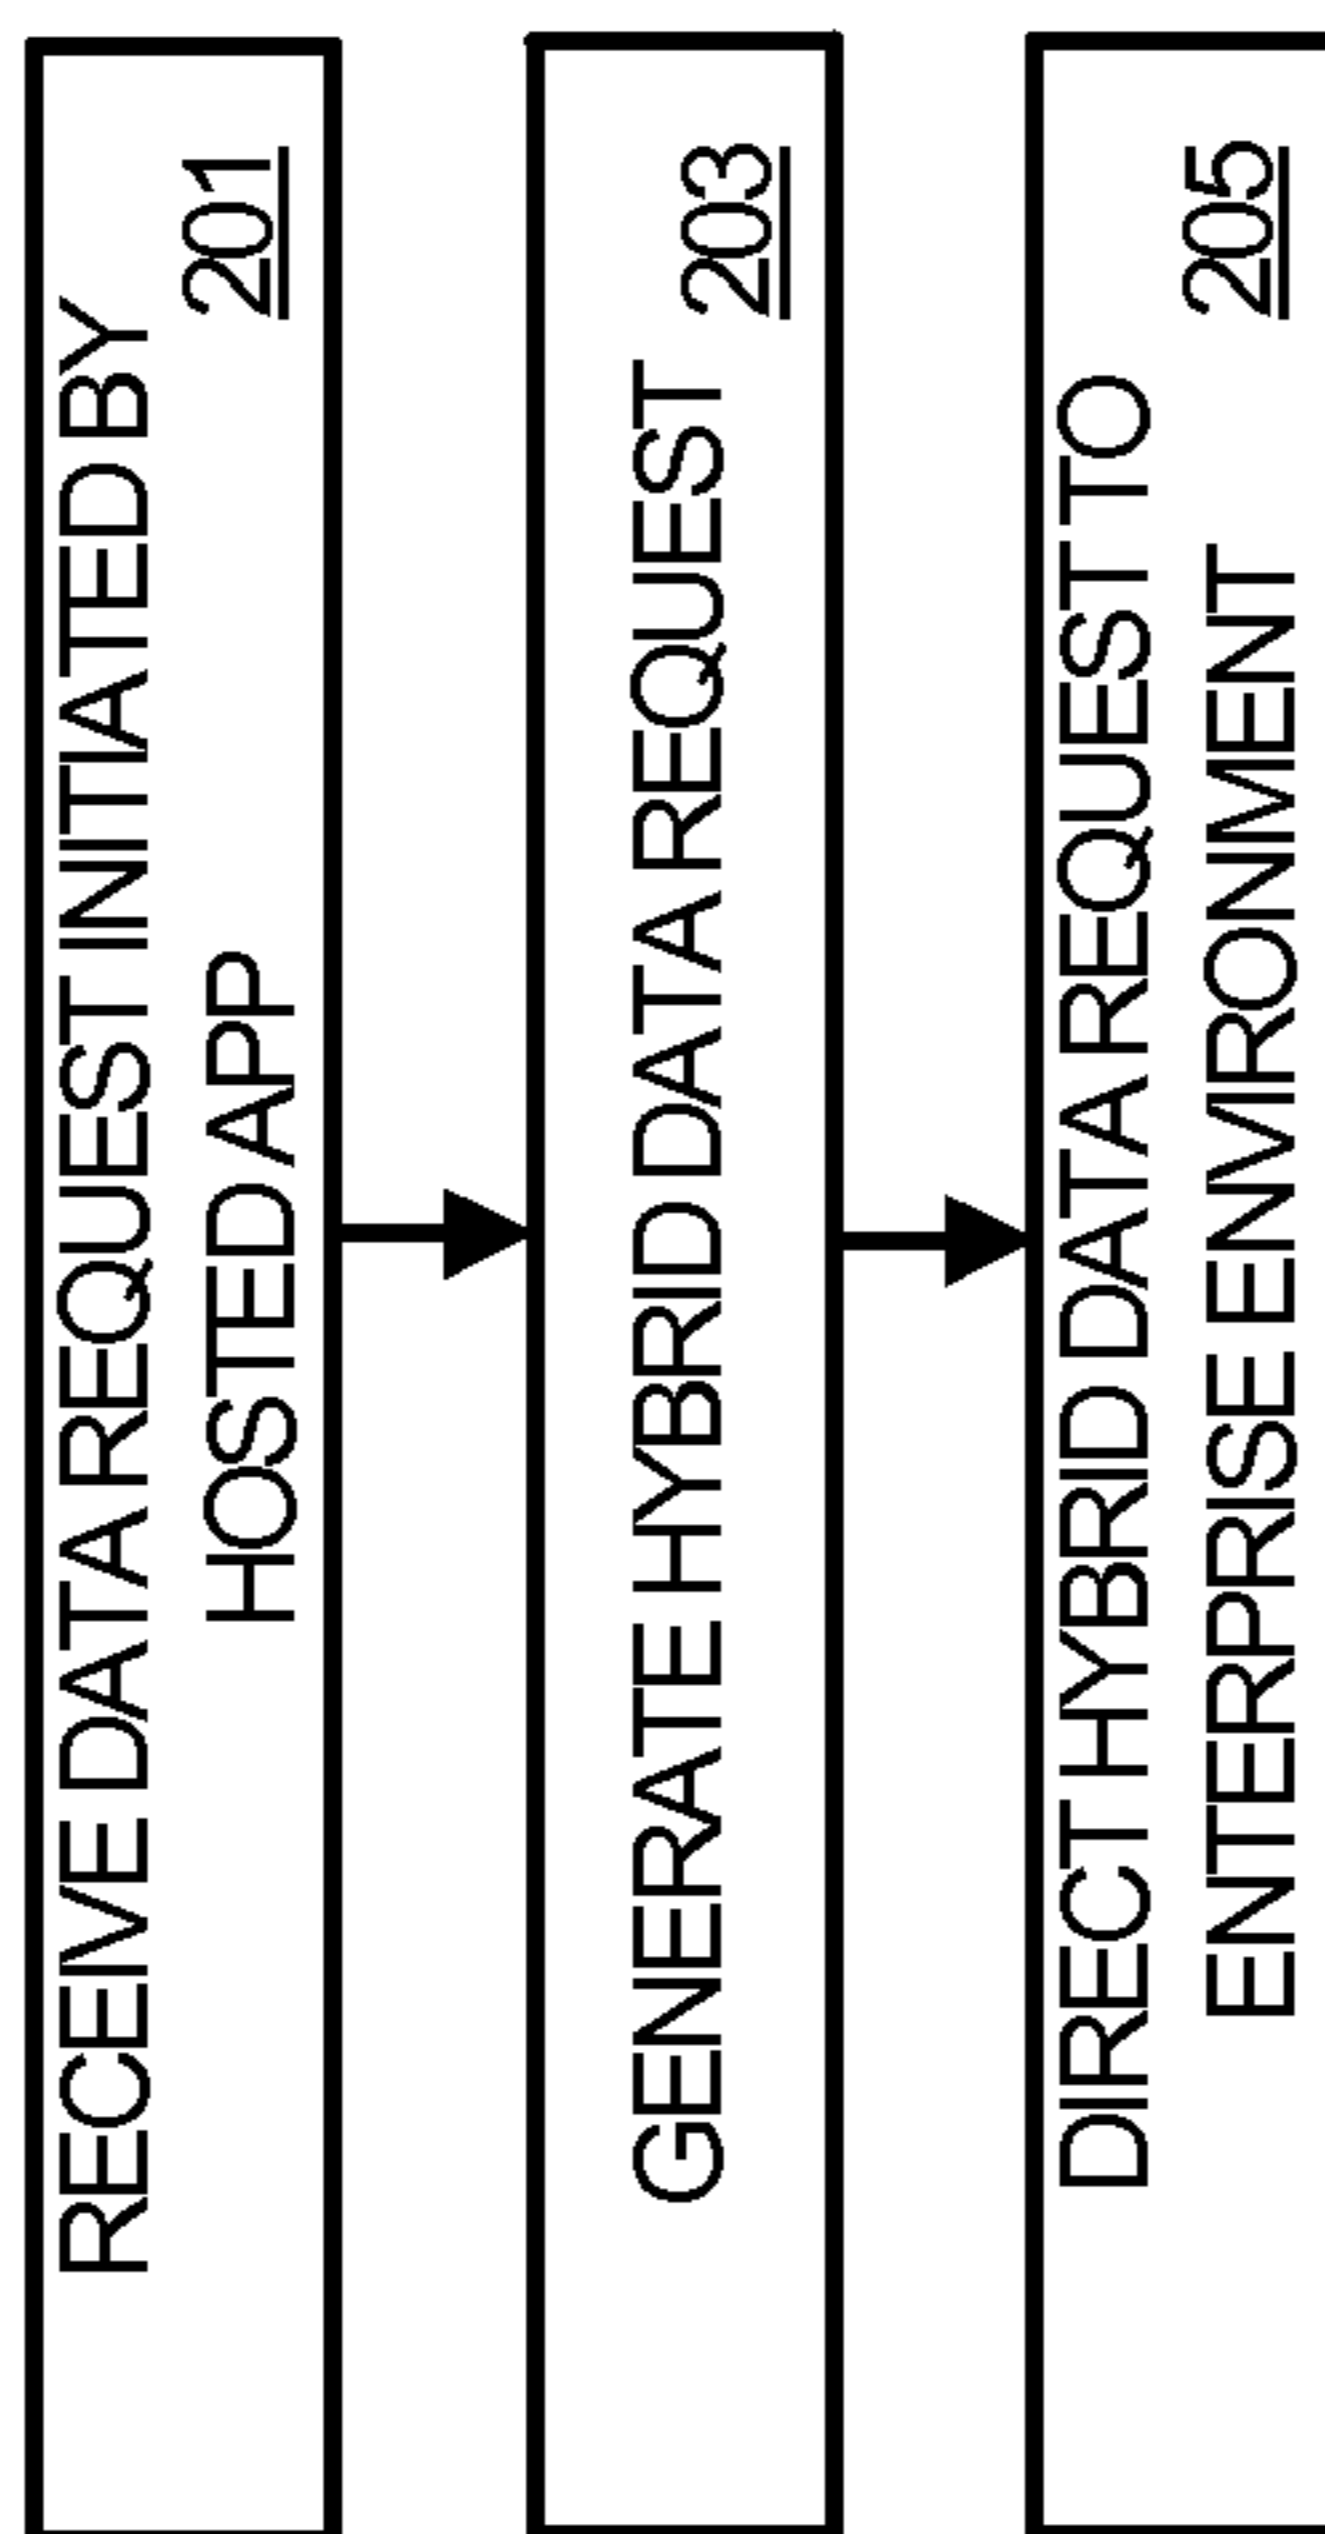 RECEIVE DATA REQUEST INITIATED BY
HOSTED APP
201
GENERATE HYBRID DATA REQUEST
203
DIRECT HYBRID DATA REQUEST TO
ENTERPRISE ENVIRONMENT
205